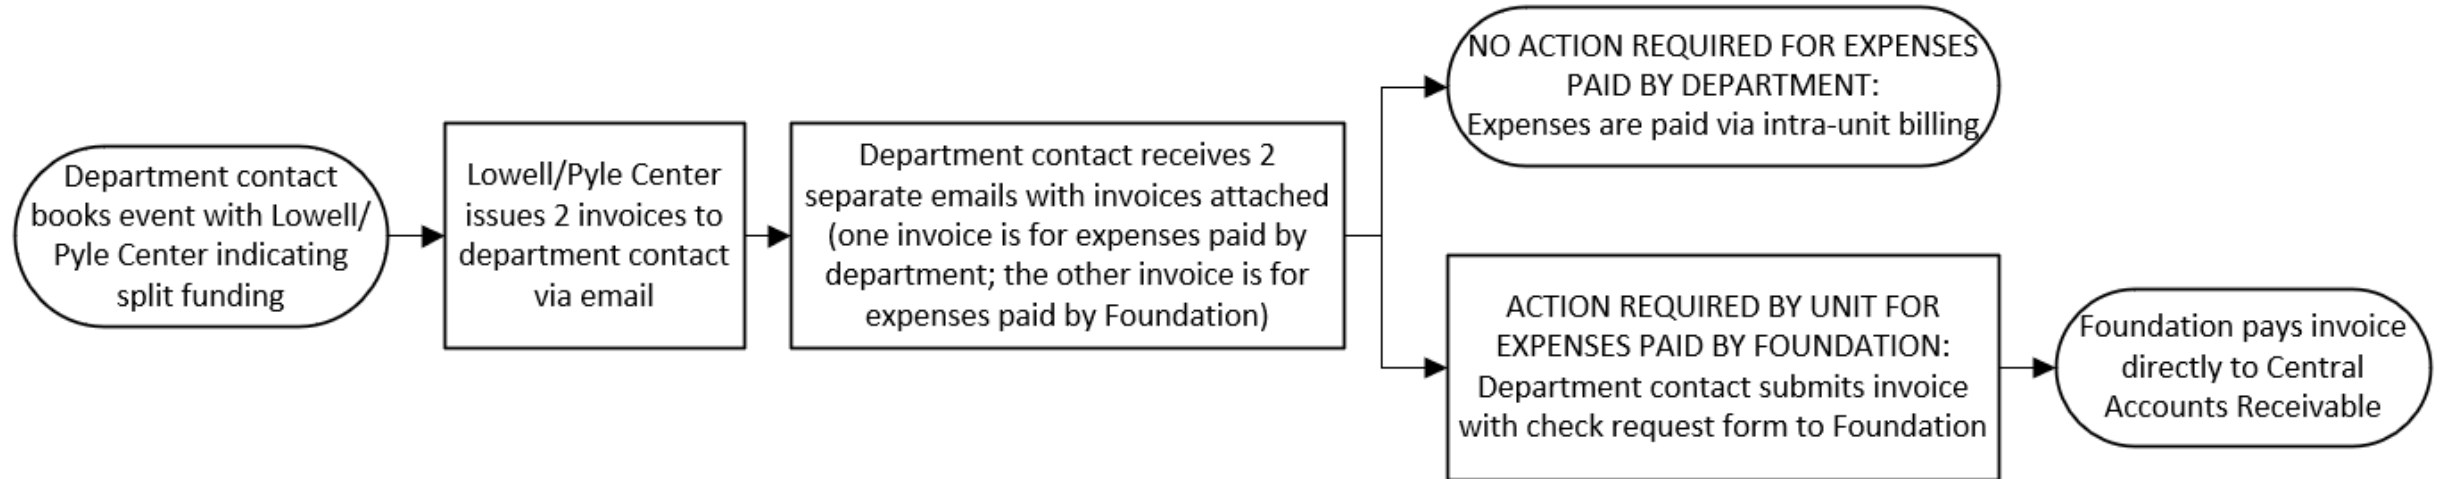 Department contact
books event with Lowell/
Pyle Center indicating
split funding
Lowell/Pyle Center
issues 2 invoices to
department contact
via email
Department contact receives 2
separate emails with invoices attached
(one invoice is for expenses paid by
department; the other invoice is for
expenses paid by Foundation)
NO ACTION REQUIRED FOR EXPENSES
PAID BY DEPARTMENT:
Expenses are paid via intra-unit billing
ACTION REQUIRED BY UNIT FOR
EXPENSES PAID BY FOUNDATION:
Department contact submits invoice
with check request form to Foundation
Foundation pays invoice
directly to Central
Accounts Receivable